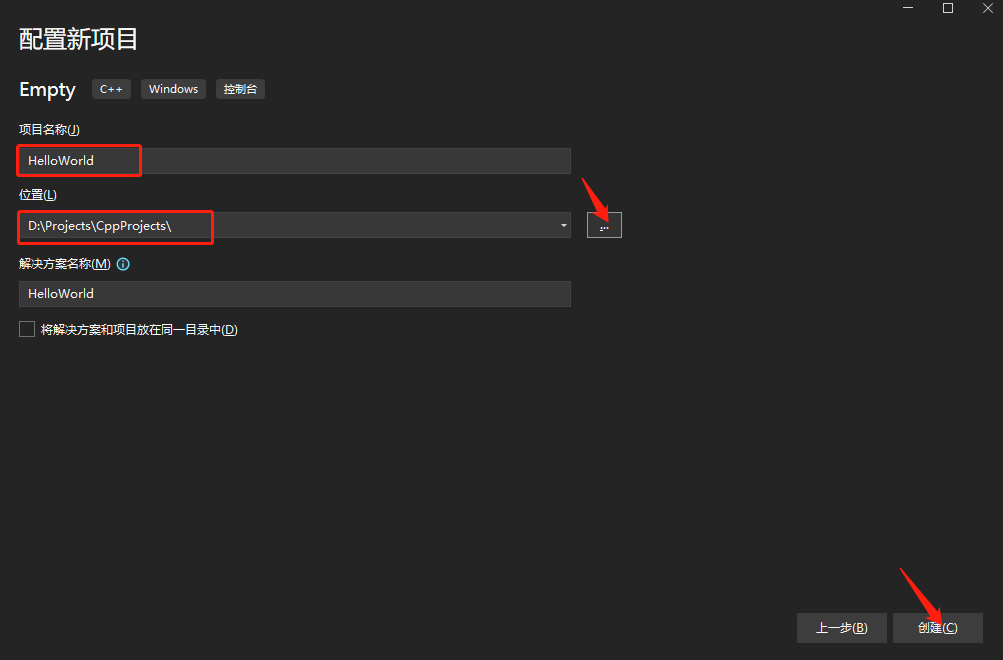 配置新项目
Empty C++ Windows 控制台
项目名称(J)
HelloWorld
位置(L)
D:\Projects\CppProjects\
...
解决方案名称(M)
HelloWorld
将解决方案和项目放在同一目录中(D)
上一步(B) 创建(C)